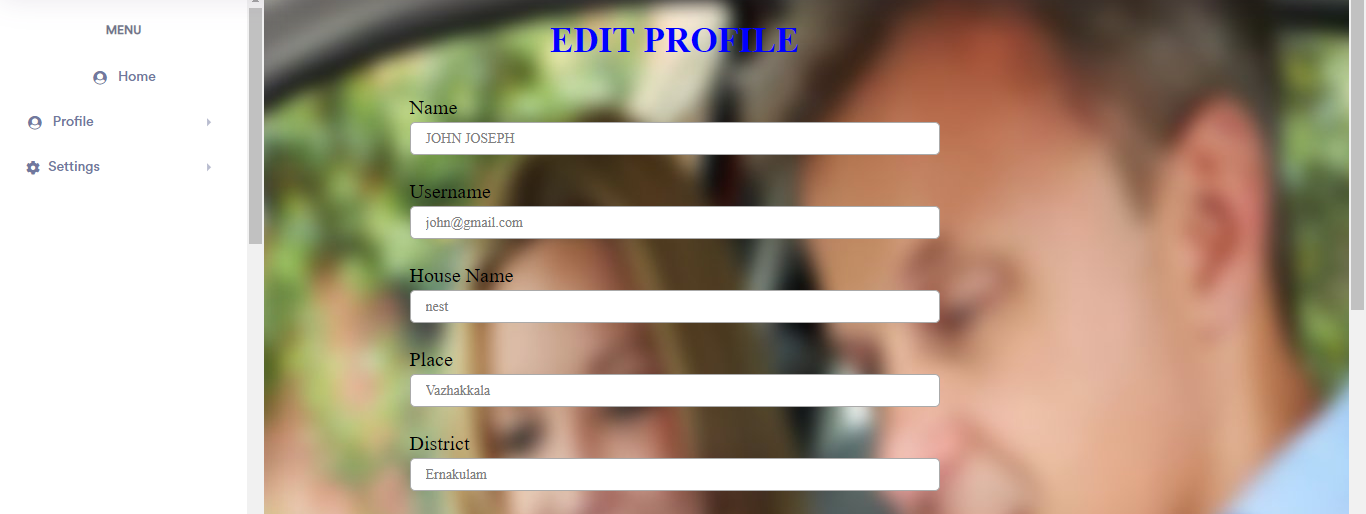 MENU
Home
Profile
Settings
EDIT PROFILE
Name
JOHN JOSEPH
Username
john@gmail.com
House Name
nest
Place
Vazhakkala
District
Ernakulam